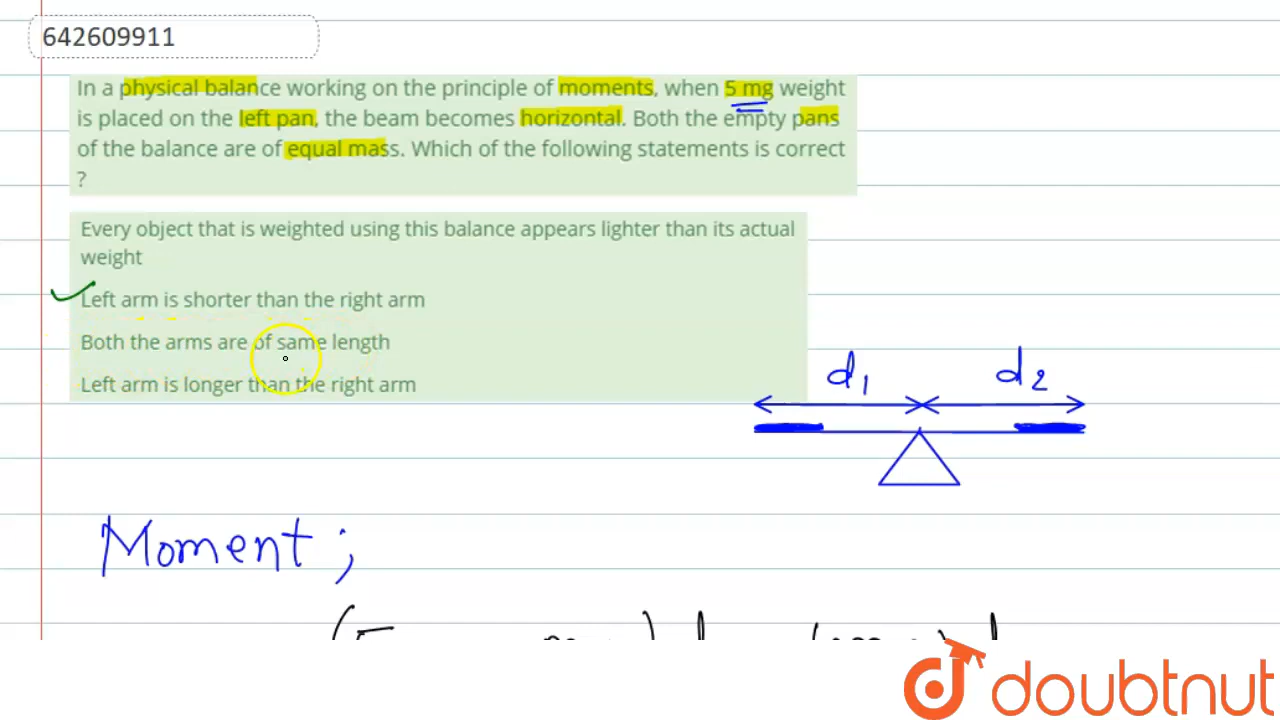 642609911
In a physical balance working on the principle of moments, when 5 mg weight
is placed on the left pan, the beam becomes horizontal. Both the empty pans
of the balance are of equal mass. Which of the following statements is correct
?
Every object that is weighted using this balance appears lighter than its actual
weight
Left arm is shorter than the right arm
Both the arms are of same length
Left arm is longer than the right arm
d1 d2
Moment ;
doubtnut